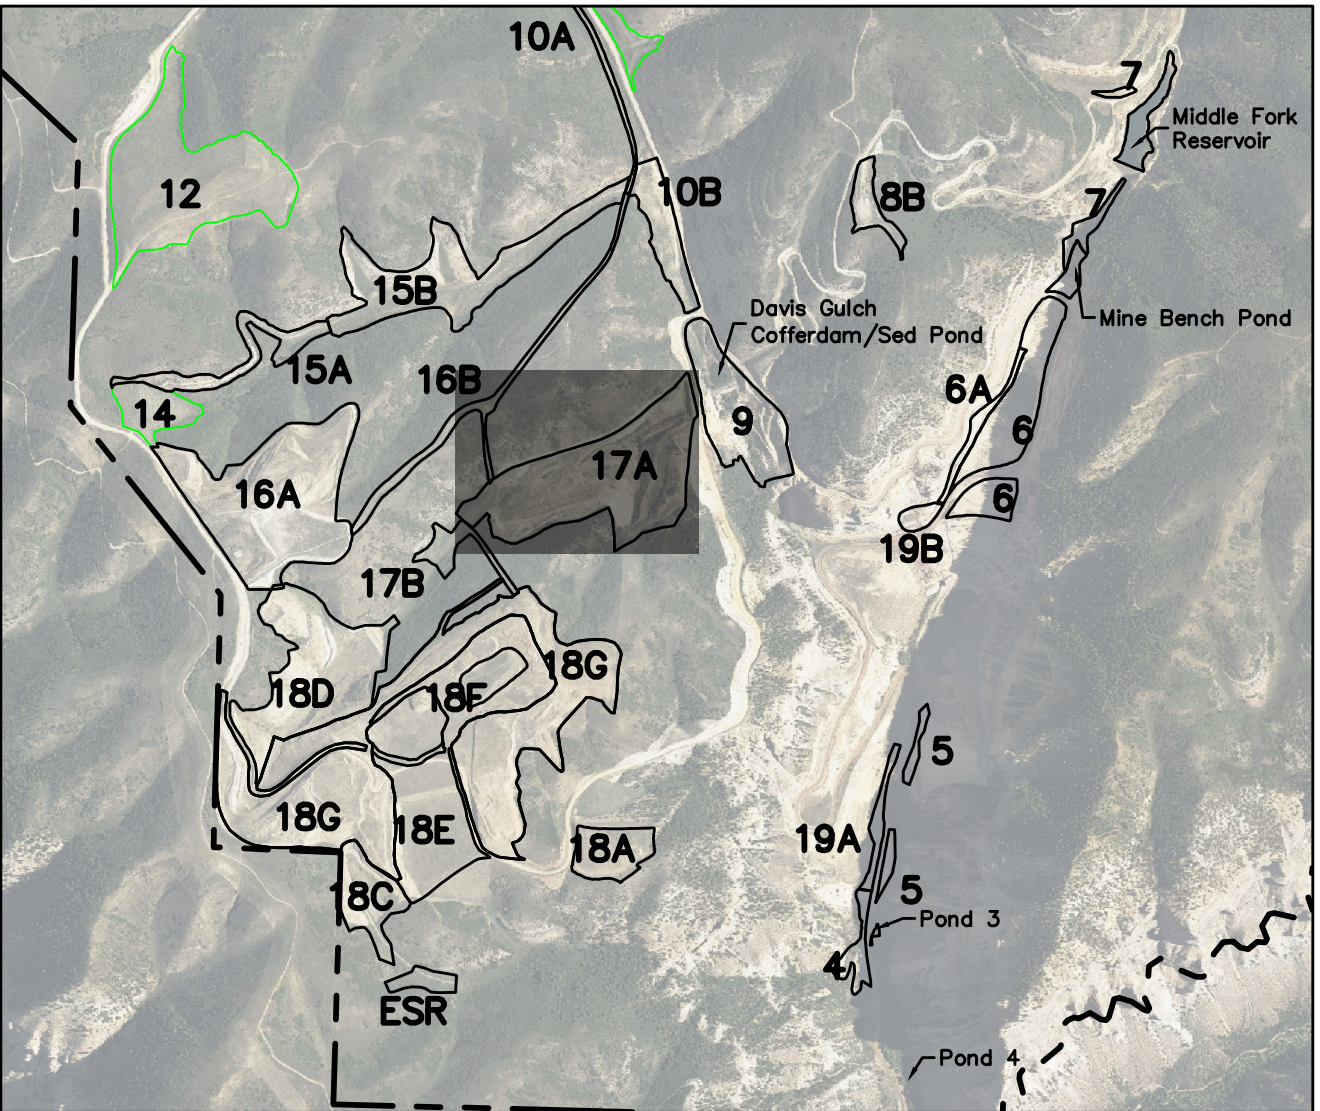 10A
7
Middle Fork
Reservoir
12
10B
8B
7
15B
Davis Gulch
Cofferdam/Sed Pond
Mine Bench Pond
15A
16B
6A
14
9
6
17A
16A
6
19B
17B
18G
18D
18F
5
18G
18E
19A
18A
18C
5
Pond 3
4
ESR
Pond 4